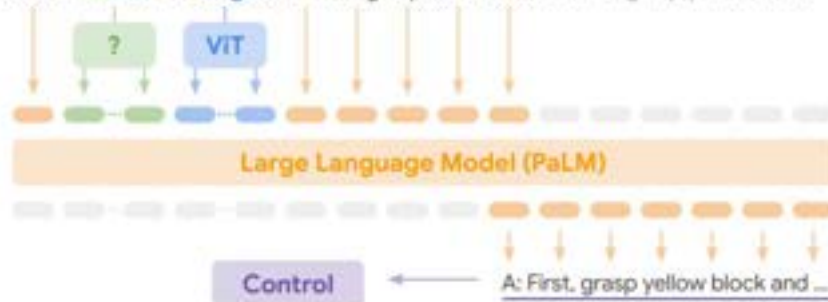 ? ViT
Large Language Model (PaLM)
Control A: First, grasp yellow block and ...